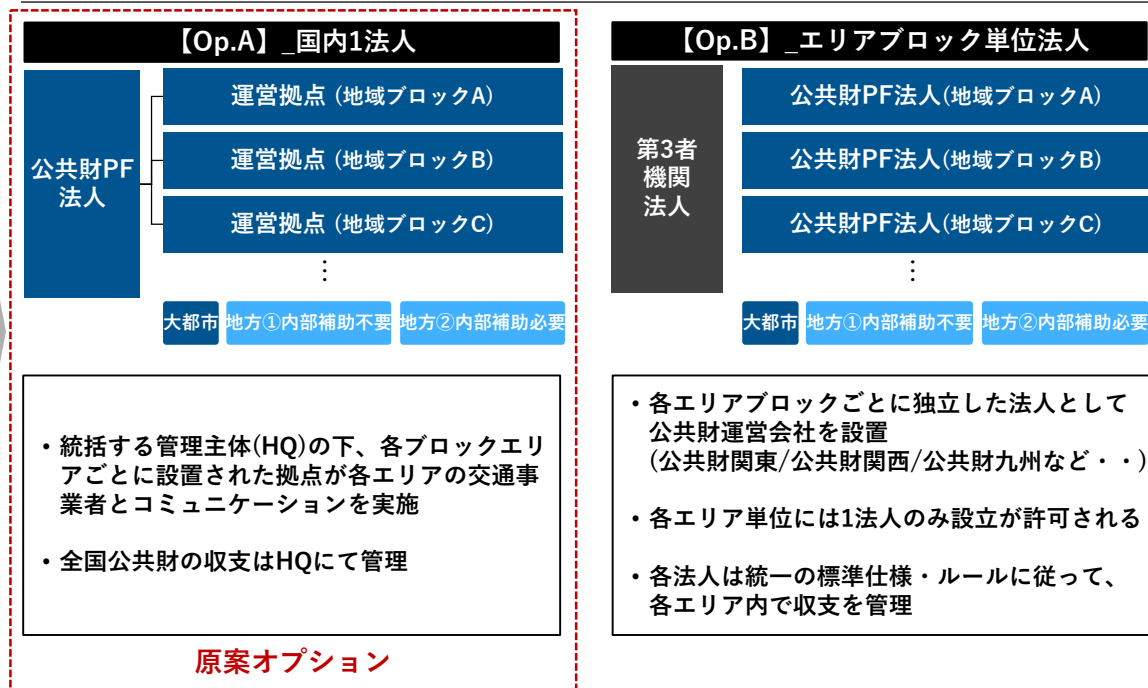 【Op.A】_国内1法人
公共財PF
法人
運営拠点 (地域ブロックA)
運営拠点 (地域ブロックB)
運営拠点 (地域ブロックC)
…
大都市 地方①内部補助不要 地方②内部補助必要
・統括する管理主体(HQ)の下、各ブロックエリ
アごとに設置された拠点が各エリアの交通事
業者とコミュニケーションを実施
・全国公共財の収支はHQにて管理
原案オプション
【Op.B】_エリアブロック単位法人
第3者
機関
法人
公共財PF法人(地域ブロックA)
公共財PF法人(地域ブロックB)
公共財PF法人(地域ブロックC)
…
大都市 地方①内部補助不要 地方②内部補助必要
・各エリアブロックごとに独立した法人として
公共財運営会社を設置
(公共財関東/公共財関西/公共財九州など・・)
・各エリア単位には1法人のみ設立が許可される
・各法人は統一の標準仕様・ルールに従って、
各エリア内で収支を管理